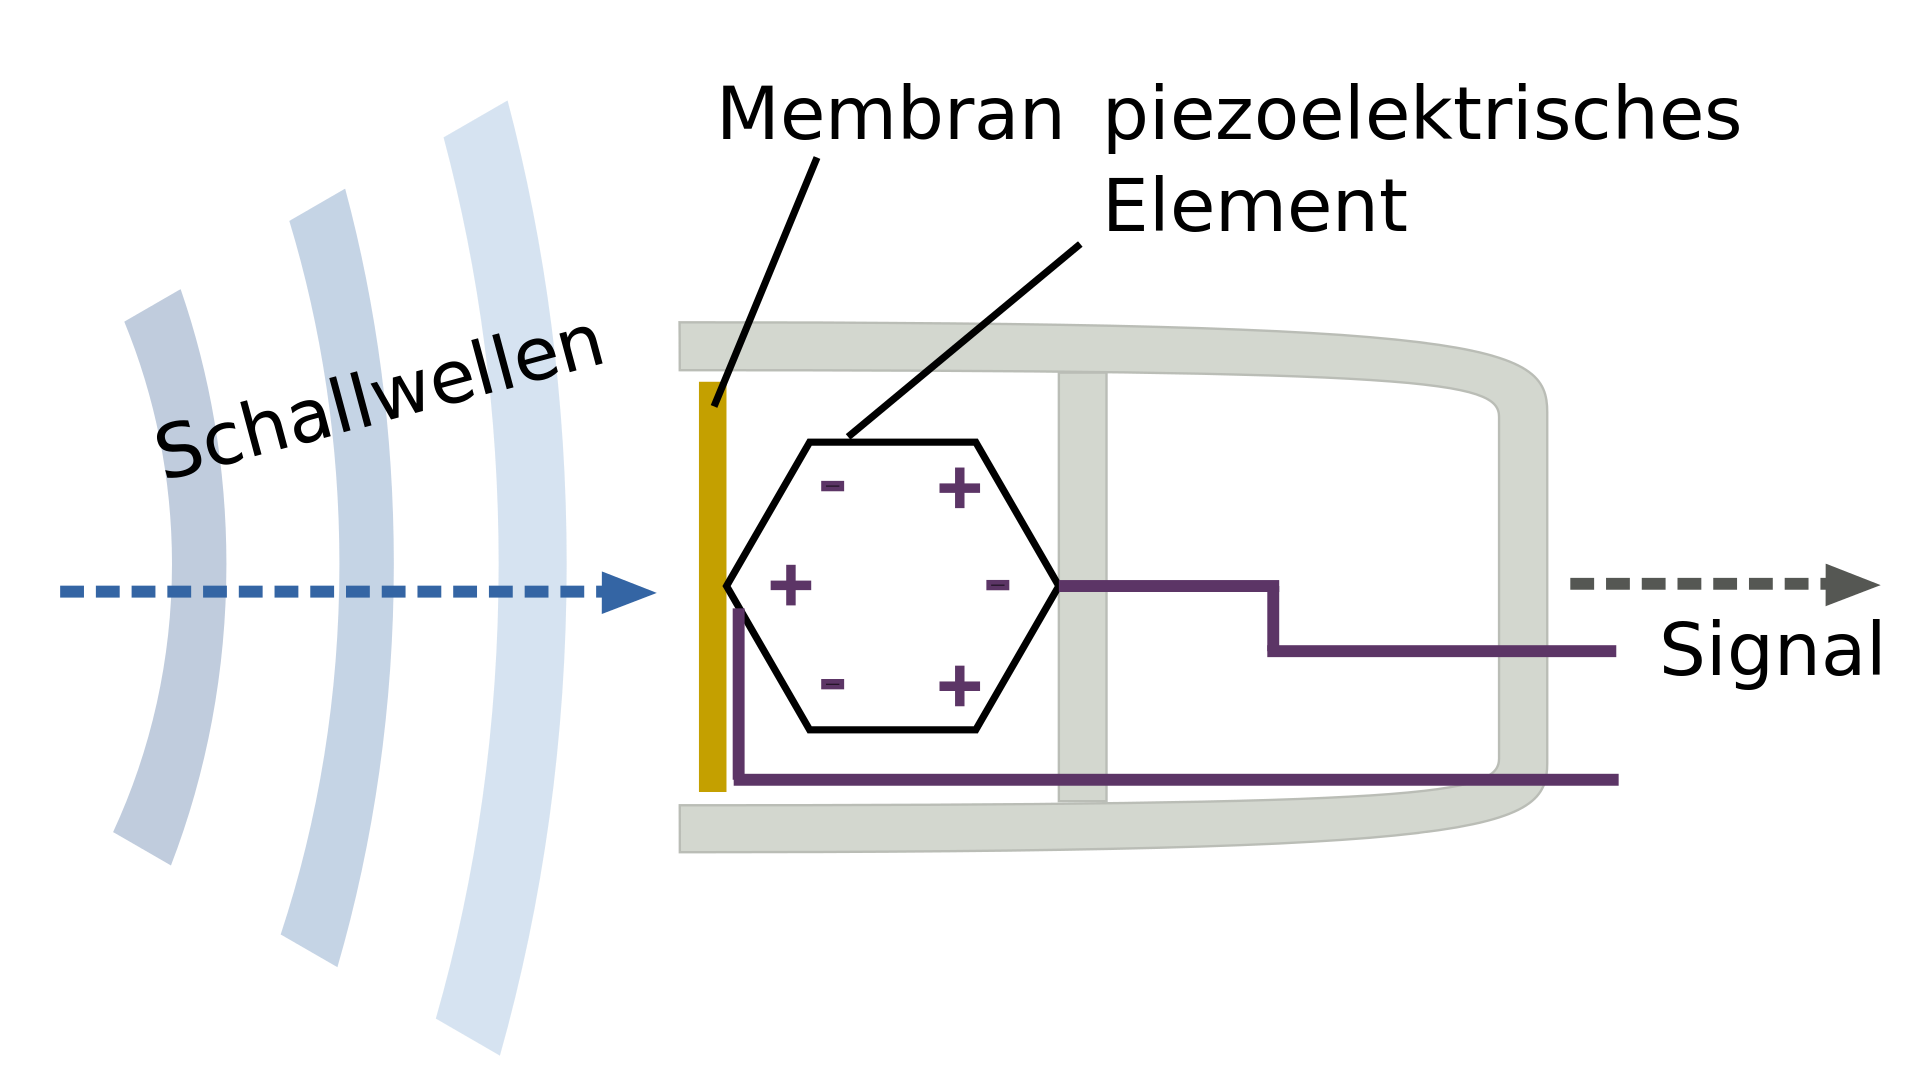 Membran
piezoelektrisches
Element
Schallwellen
- +
+ -
- +
Signal